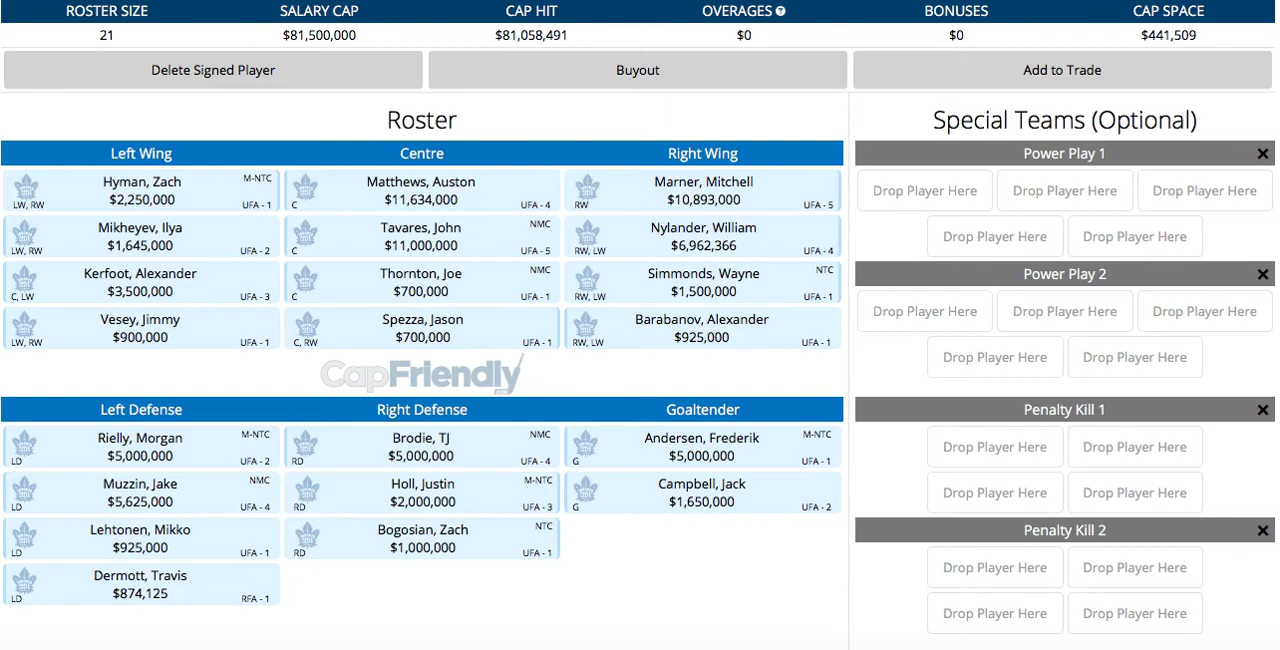 ROSTER SIZE SALARY CAP CAP HIT OVERAGES BONUSES CAP SPACE
21 $81,500,000 $81,058,491 $0 $0 $441,509
Delete Signed Player Buyout Add to Trade
Roster
Left Wing Centre Right Wing
Hyman, Zach M-NTC
$2,250,000
LW, RW UFA - 1
Matthews, Auston
$11,634,000
C UFA - 4
Marner, Mitchell
$10,893,000
RW UFA - 5
Mikheyev, Ilya
$1,645,000
LW, RW UFA - 2
Tavares, John NMC
$11,000,000
C UFA - 5
Nylander, William
$6,962,366
RW, LW UFA - 4
Kerfoot, Alexander
$3,500,000
C, LW UFA - 3
Thornton, Joe NMC
$700,000
C UFA - 1
Simmonds, Wayne NTC
$1,500,000
RW, LW UFA - 1
Vesey, Jimmy
$900,000
LW, RW UFA - 1
Spezza, Jason
$700,000
C, RW UFA - 1
Barabanov, Alexander
$925,000
RW, LW UFA - 1
CapFriendly
Left Defense Right Defense Goaltender
Rielly, Morgan M-NTC
$5,000,000
LD UFA - 2
Brodie, TJ NMC
$5,000,000
RD UFA - 4
Andersen, Frederik M-NTC
$5,000,000
G UFA - 1
Muzzin, Jake NMC
$5,625,000
LD UFA - 4
Holl, Justin M-NTC
$2,000,000
RD UFA - 3
Campbell, Jack
$1,650,000
G UFA - 2
Lehtonen, Mikko
$925,000
LD UFA - 1
Bogosian, Zach NTC
$1,000,000
RD UFA - 1
Dermott, Travis
$874,125
LD RFA - 1
Special Teams (Optional)
Power Play 1
Drop Player Here Drop Player Here Drop Player Here
Drop Player Here Drop Player Here
Power Play 2
Drop Player Here Drop Player Here Drop Player Here
Drop Player Here Drop Player Here
Penalty Kill 1
Drop Player Here Drop Player Here
Drop Player Here Drop Player Here
Penalty Kill 2
Drop Player Here Drop Player Here
Drop Player Here Drop Player Here